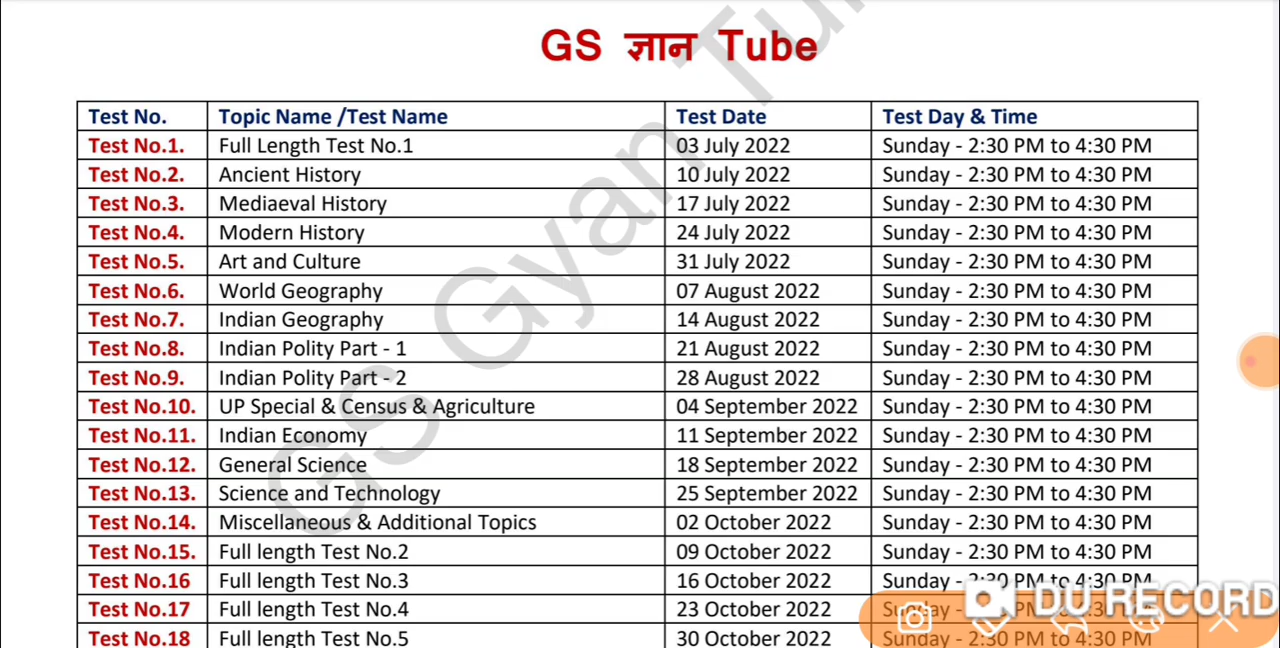 GS ज्ञान Tube
Test No. Topic Name /Test Name Test Date Test Day & Time
Test No.1. Full Length Test No.1 03 July 2022 Sunday - 2:30 PM to 4:30 PM
Test No.2. Ancient History 10 July 2022 Sunday - 2:30 PM to 4:30 PM
Test No.3. Mediaeval History 17 July 2022 Sunday - 2:30 PM to 4:30 PM
Test No.4. Modern History 24 July 2022 Sunday - 2:30 PM to 4:30 PM
Test No.5. Art and Culture 31 July 2022 Sunday - 2:30 PM to 4:30 PM
Test No.6. World Geography 07 August 2022 Sunday - 2:30 PM to 4:30 PM
Test No.7. Indian Geography 14 August 2022 Sunday - 2:30 PM to 4:30 PM
Test No.8. Indian Polity Part - 1 21 August 2022 Sunday - 2:30 PM to 4:30 PM
Test No.9. Indian Polity Part - 2 28 August 2022 Sunday - 2:30 PM to 4:30 PM
Test No.10. UP Special & Census & Agriculture 04 September 2022 Sunday - 2:30 PM to 4:30 PM
Test No.11. Indian Economy 11 September 2022 Sunday - 2:30 PM to 4:30 PM
Test No.12. General Science 18 September 2022 Sunday - 2:30 PM to 4:30 PM
Test No.13. Science and Technology 25 September 2022 Sunday - 2:30 PM to 4:30 PM
Test No.14. Miscellaneous & Additional Topics 02 October 2022 Sunday - 2:30 PM to 4:30 PM
Test No.15. Full length Test No.2 09 October 2022 Sunday - 2:30 PM to 4:30 PM
Test No.16 Full length Test No.3 16 October 2022 Sunday - 2:30 PM to 4:30 PM
Test No.17 Full length Test No.4 23 October 2022 Sunday -
Test No.18 Full length Test No.5 30 October 2022 Sunday - 2:30 PM to 4:30 PM
GS Gyan
DU RECORD